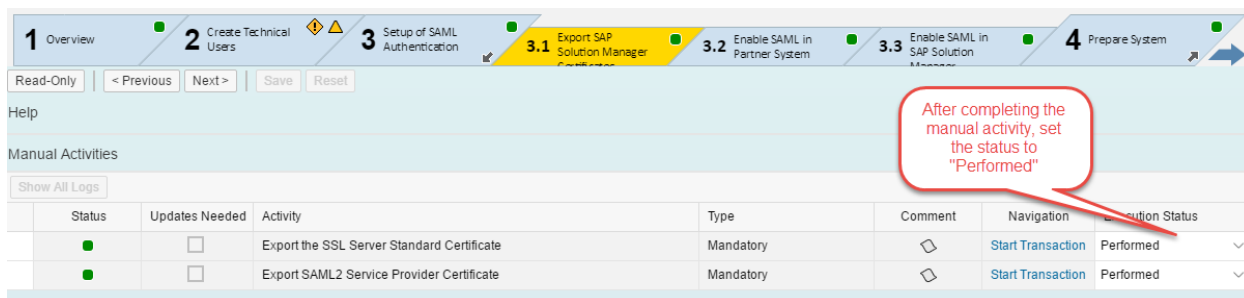 1 Overview
2 Create Technical
Users
3 Setup of SAML
Authentication
3.1 Export SAP
Solution Manager
Certificates
3.2 Enable SAML in
Partner System
3.3 Enable SAML in
SAP Solution
Manager
4 Prepare System
Read-Only < Previous Next > Save Reset
Help
After completing the
manual activity, set
the status to
"Performed"
Manual Activities
Show All Logs
Status Updates Needed Activity Type Comment Navigation Execution Status
Export the SSL Server Standard Certificate Mandatory Start Transaction Performed
Export SAML2 Service Provider Certificate Mandatory Start Transaction Performed